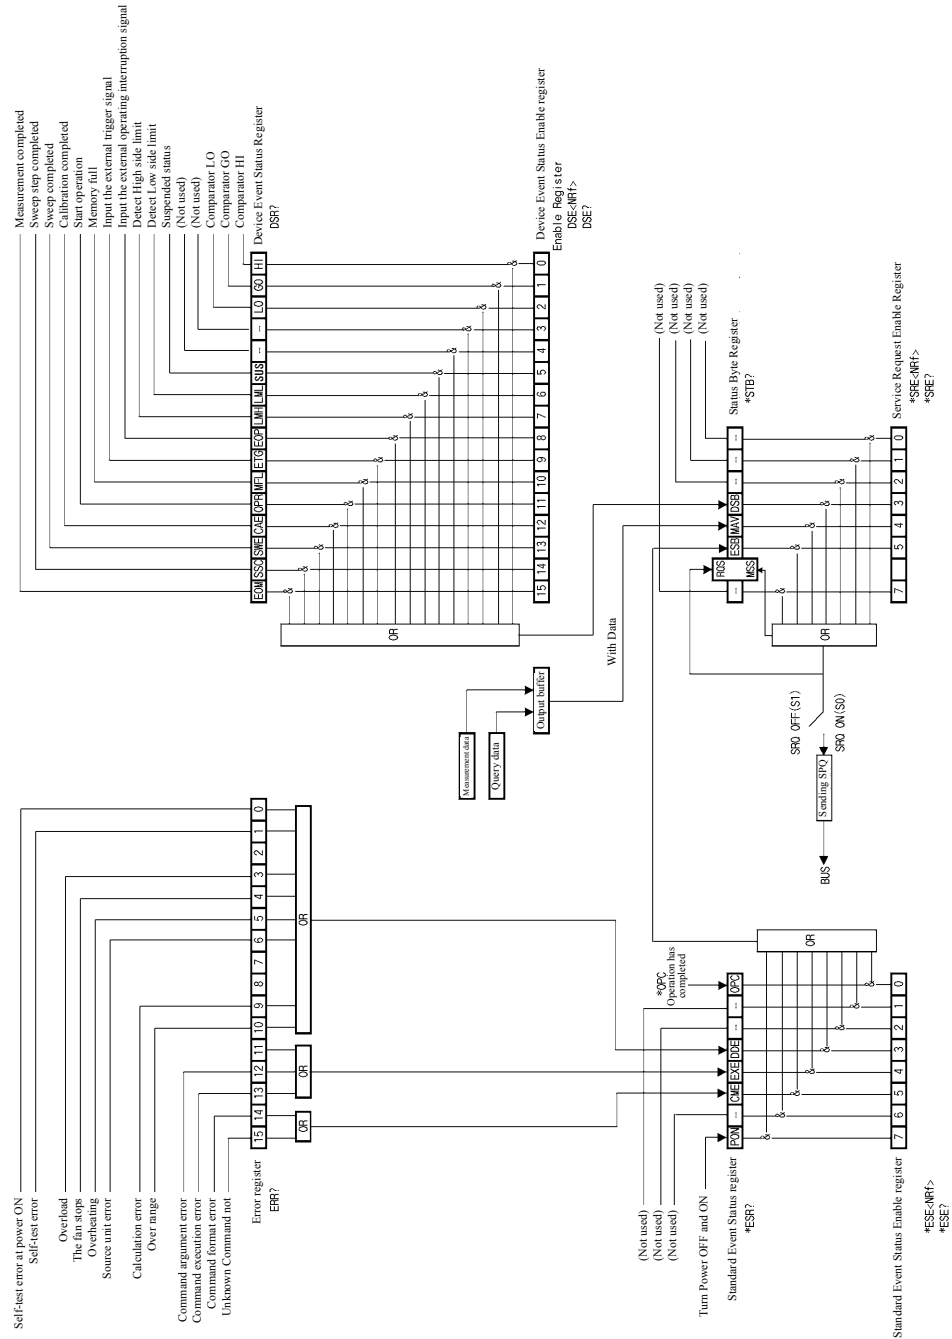 Self-test error at power ON
Self-test error
Overload
The fan stops
Overheating
Source unit error
Calculation error
Over range
Command argument error
Command execution error
Command format error
Unknown Command not
Error register
ERR?
15 14 13 12 11 10 9 8 7 6 5 4 3 2 1 0
OR
OR
OR
Measurement completed
Sweep step completed
Sweep completed
Calibration completed
Start operation
Memory full
Input the external trigger signal
Input the external operating interruption signal
Detect High side limit
Detect Low side limit
Suspended status
(Not used)
(Not used)
Comparator LO
Comparator GO
Comparator HI
Device Event Status Register
DSR?
EOM SSC SWE CAE OPR MFL ETG EOP LMH LML SUS -- -- LO GO HI
& & & & & & & & & & & & & & & &
OR
15 14 13 12 11 10 9 8 7 6 5 4 3 2 1 0
Device Event Status Enable register
Enable Register
DSE<NRf>
DSE?
Measurement data
Query data
Output buffer
With Data
(Not used)
(Not used)
(Not used)
Turn Power OFF and ON
*OPC
Operation has
completed
Standard Event Status register
*ESR?
PON -- CME EXE DDE -- -- OPC
& & & & & & & &
OR
7 6 5 4 3 2 1 0
Standard Event Status Enable register
*ESE<NRf>
*ESE?
(Not used)
(Not used)
(Not used)
(Not used)
Status Byte Register
*STB?
-- RQS MSS ESB MAV DSB -- -- --
& & & & & & &
OR
7 5 4 3 2 1 0
Service Request Enable Register
*SRE<NRf>
*SRE?
SRQ OFF(S1)
SRQ ON(S0)
Sending SPQ
BUS